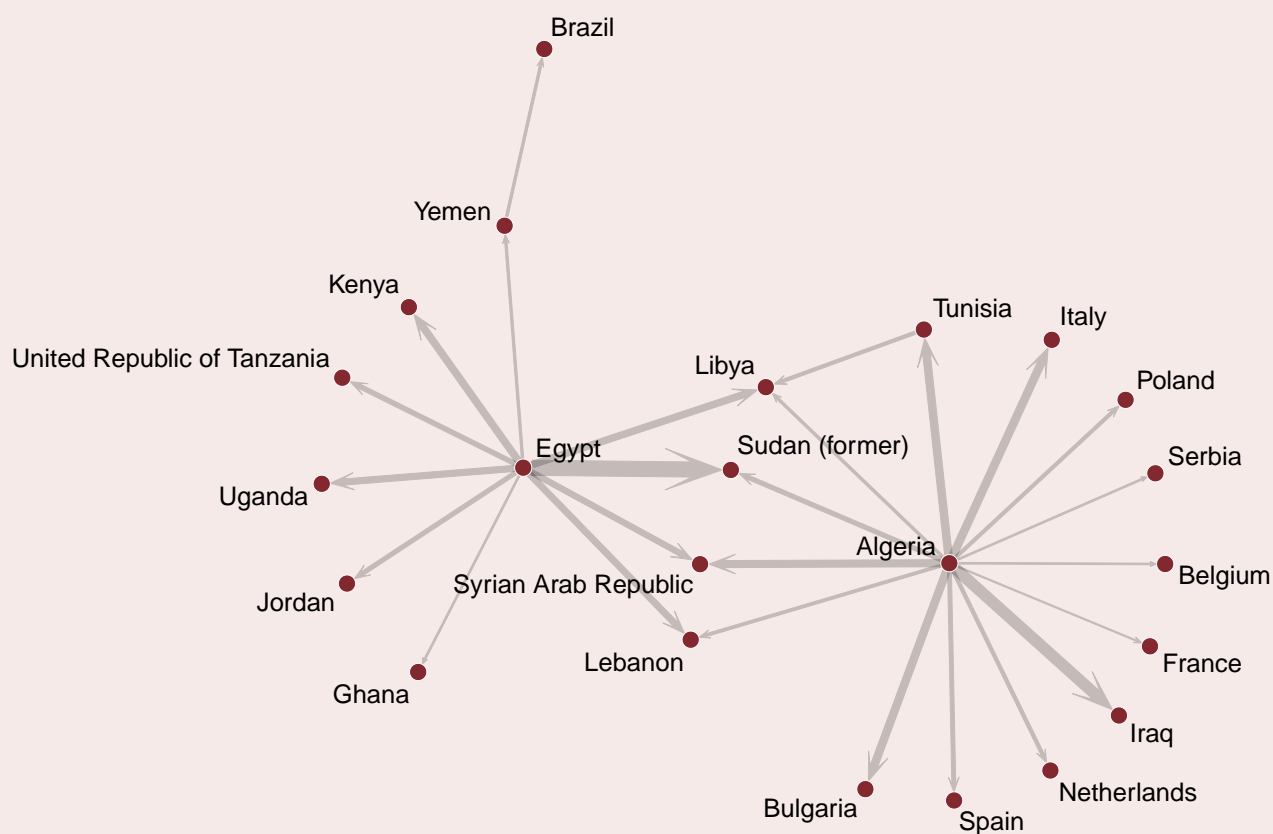 Brazil
Yemen
Kenya
Tunisia
Italy
United Republic of Tanzania
Libya
Poland
Egypt
Sudan (former)
Serbia
Uganda
Algeria
Belgium
Syrian Arab Republic
Jordan
Lebanon
France
Ghana
Iraq
Netherlands
Bulgaria
Spain